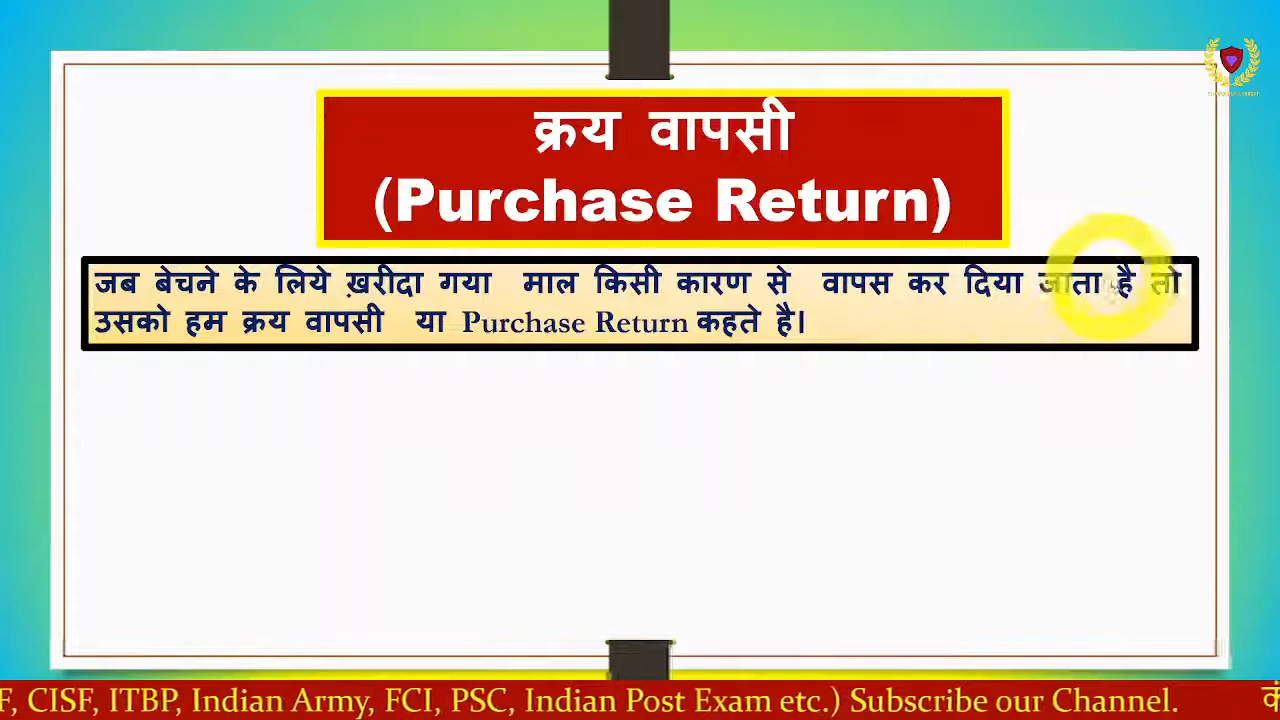 क्रय वापसी
(Purchase Return)
जब बेचने के लिये ख़रीदा गया माल किसी कारण से वापस कर दिया जाता है तो
उसको हम क्रय वापसी या Purchase Return कहते है।
F, CISF, ITBP, Indian Army, FCI, PSC, Indian Post Exam etc.) Subscribe our Channel.